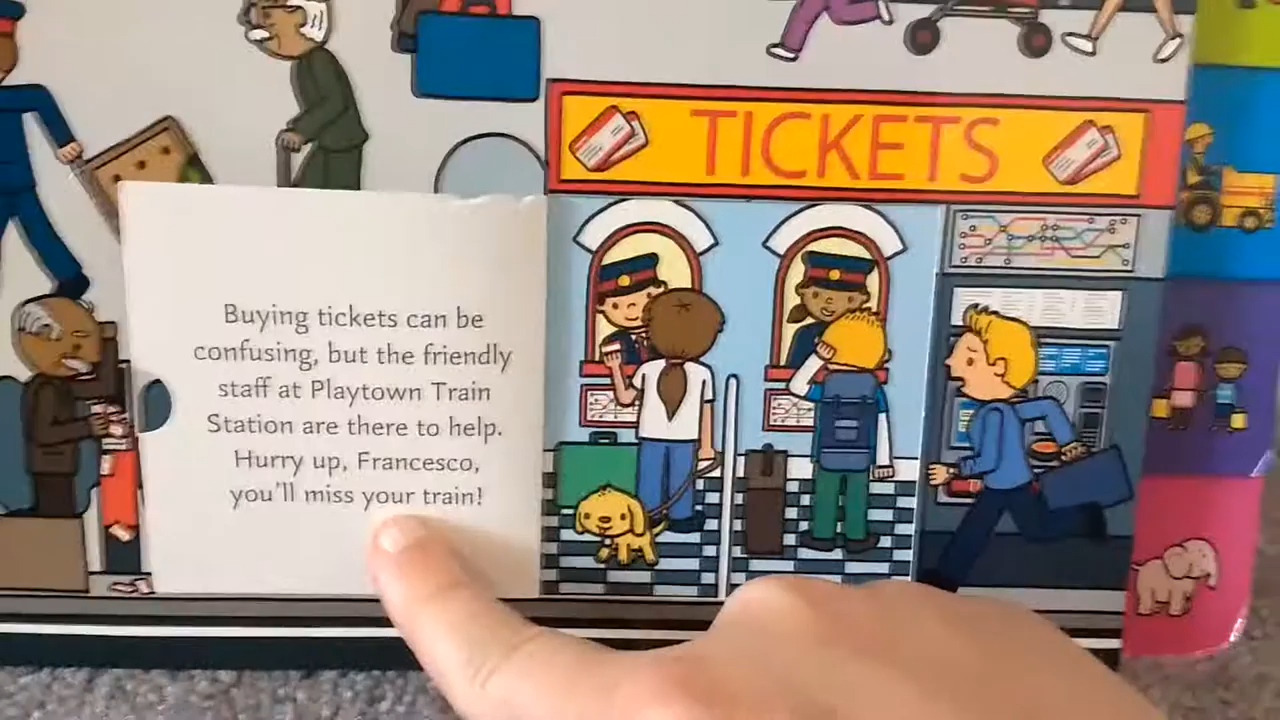 TICKETS
Buying tickets can be
confusing, but the friendly
staff at Playtown Train
Station are there to help.
Hurry up, Francesco,
you'll miss your train!